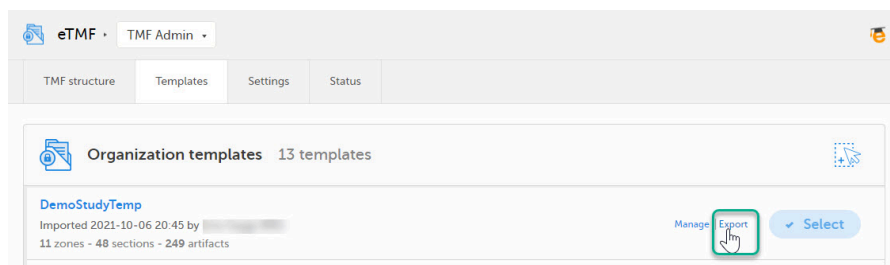 eTMF
TMF Admin
TMF structure Templates Settings Status
Organization templates 13 templates
DemoStudyTemp
Imported 2021-10-06 20:45 by
11 zones - 48 sections - 249 artifacts
Manage Export Select